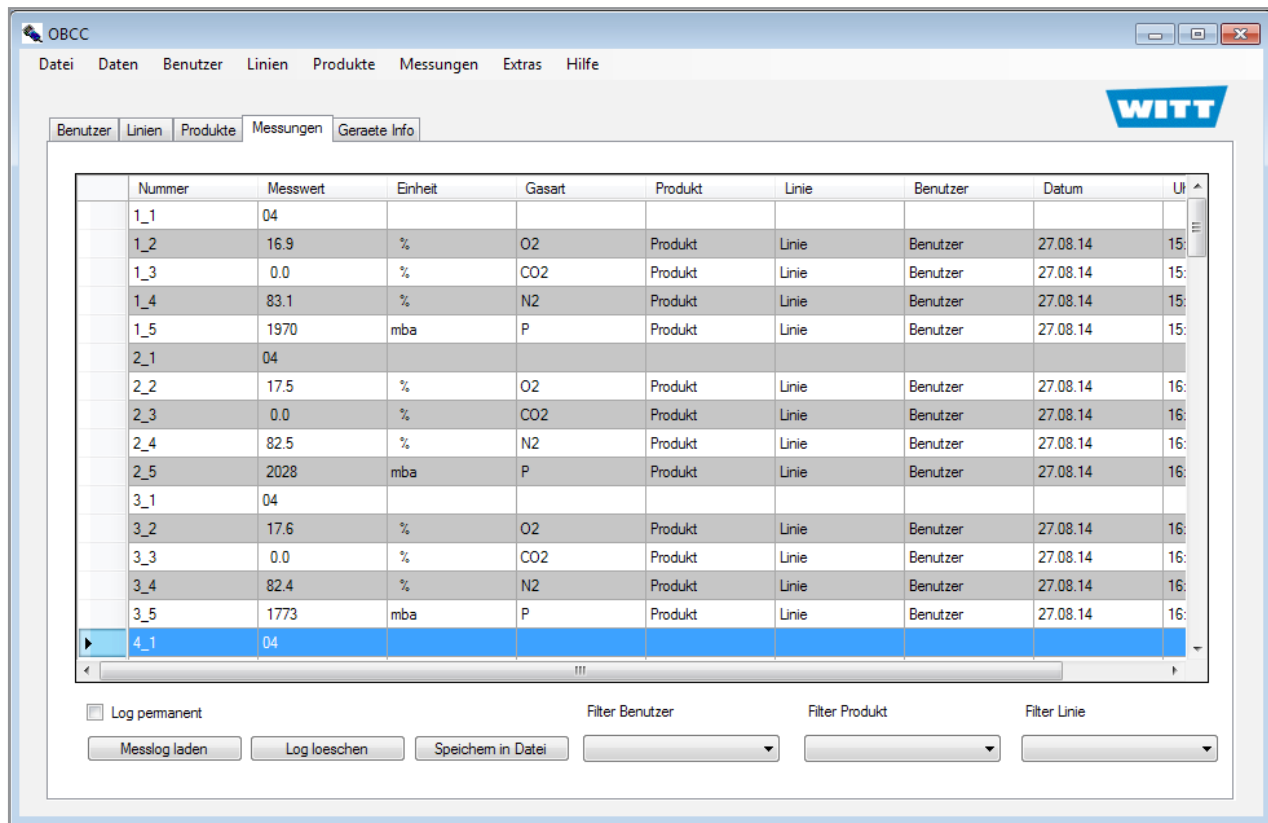 OBCC
Datei Daten Benutzer Linien Produkte Messungen Extras Hilfe
WITT
Benutzer Linien Produkte Messungen Geraete Info
Nummer Messwert Einheit Gasart Produkt Linie Benutzer Datum Uh
1_1 04
1_2 16.9 % O2 Produkt Linie Benutzer 27.08.14 15:
1_3 0.0 % CO2 Produkt Linie Benutzer 27.08.14 15:
1_4 83.1 % N2 Produkt Linie Benutzer 27.08.14 15:
1_5 1970 mba P Produkt Linie Benutzer 27.08.14 15:
2_1 04
2_2 17.5 % O2 Produkt Linie Benutzer 27.08.14 16:
2_3 0.0 % CO2 Produkt Linie Benutzer 27.08.14 16:
2_4 82.5 % N2 Produkt Linie Benutzer 27.08.14 16:
2_5 2028 mba P Produkt Linie Benutzer 27.08.14 16:
3_1 04
3_2 17.6 % O2 Produkt Linie Benutzer 27.08.14 16:
3_3 0.0 % CO2 Produkt Linie Benutzer 27.08.14 16:
3_4 82.4 % N2 Produkt Linie Benutzer 27.08.14 16:
3_5 1773 mba P Produkt Linie Benutzer 27.08.14 16:
4_1 04
Log permanent Filter Benutzer Filter Produkt Filter Linie
Messlog laden Log loeschen Speichern in Datei